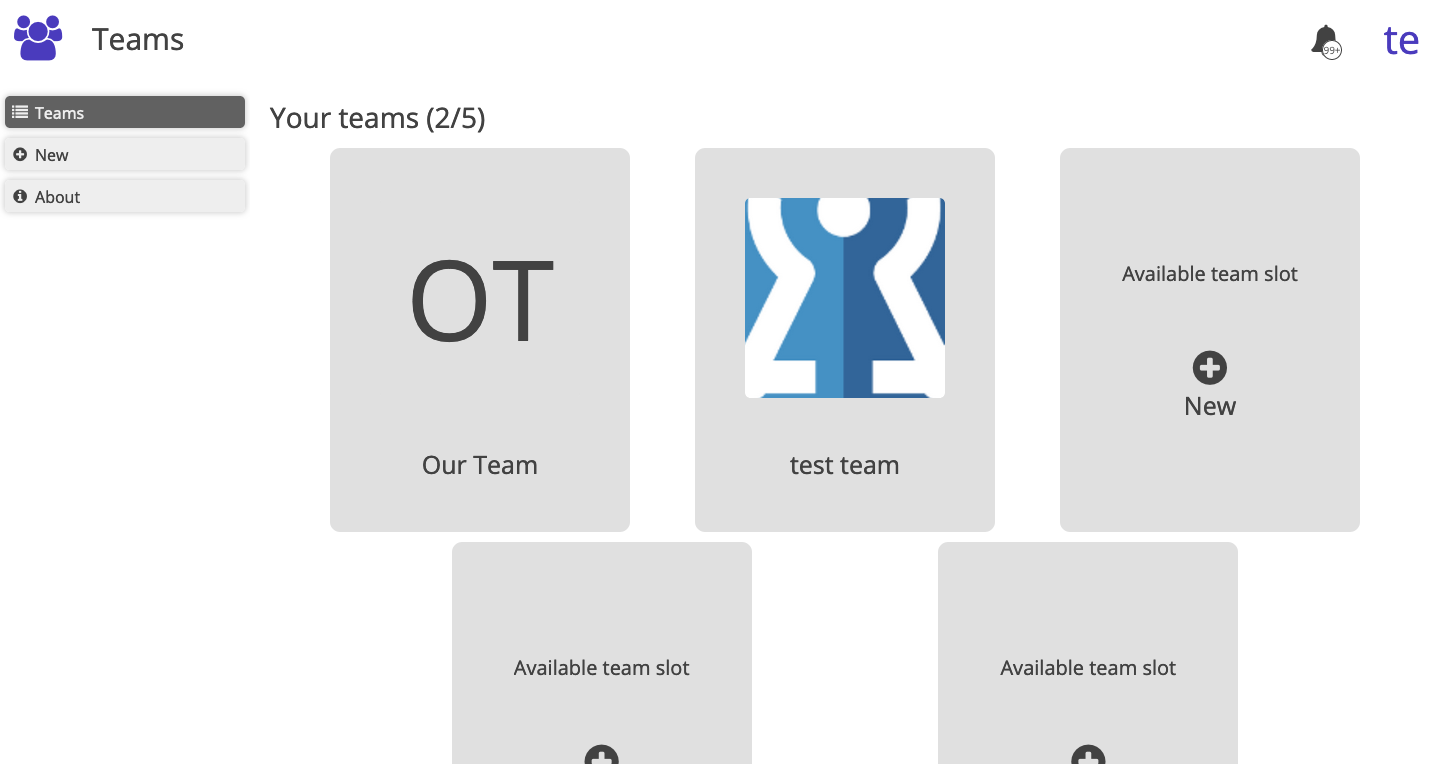 Teams
99+
te
Teams
New
About
Your teams (2/5)
OT
Our Team
test team
Available team slot
New
Available team slot
Available team slot